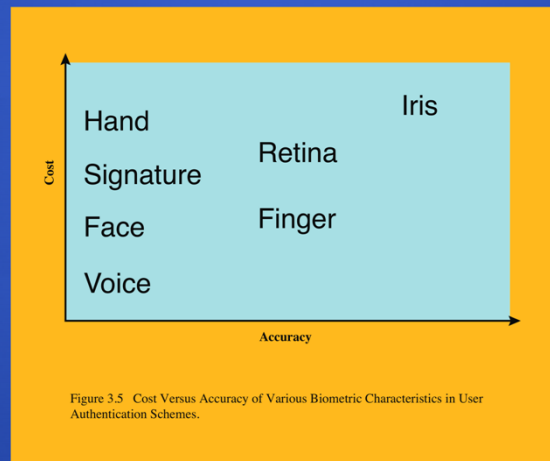 Iris
Hand
Retina
Signature
Finger
Face
Voice
Cost
Accuracy
Figure 3.5 Cost Versus Accuracy of Various Biometric Characteristics in User
Authentication Schemes.